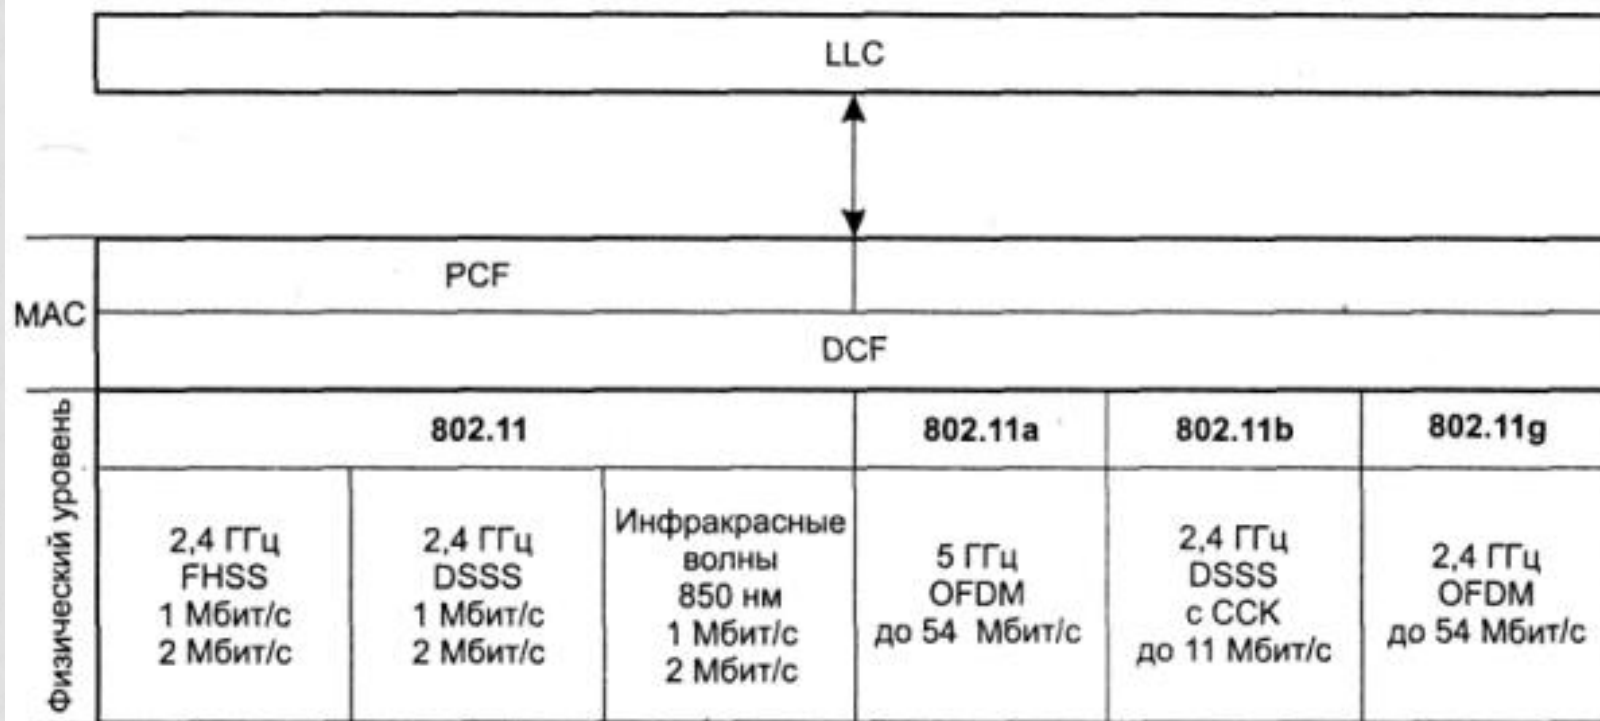 LLC
PCF
MAC
DCF
Физический уровень
802.11
802.11a
802.11b
802.11g
2,4 ГГц
FHSS
1 Мбит/с
2 Мбит/с
2,4 ГГц
DSSS
1 Мбит/с
2 Мбит/с
Инфракрасные
волны
850 нм
1 Мбит/с
2 Мбит/с
5 ГГц
OFDM
до 54 Мбит/с
2,4 ГГц
DSSS
с ССК
до 11 Мбит/с
2,4 ГГц
OFDM
до 54 Мбит/с